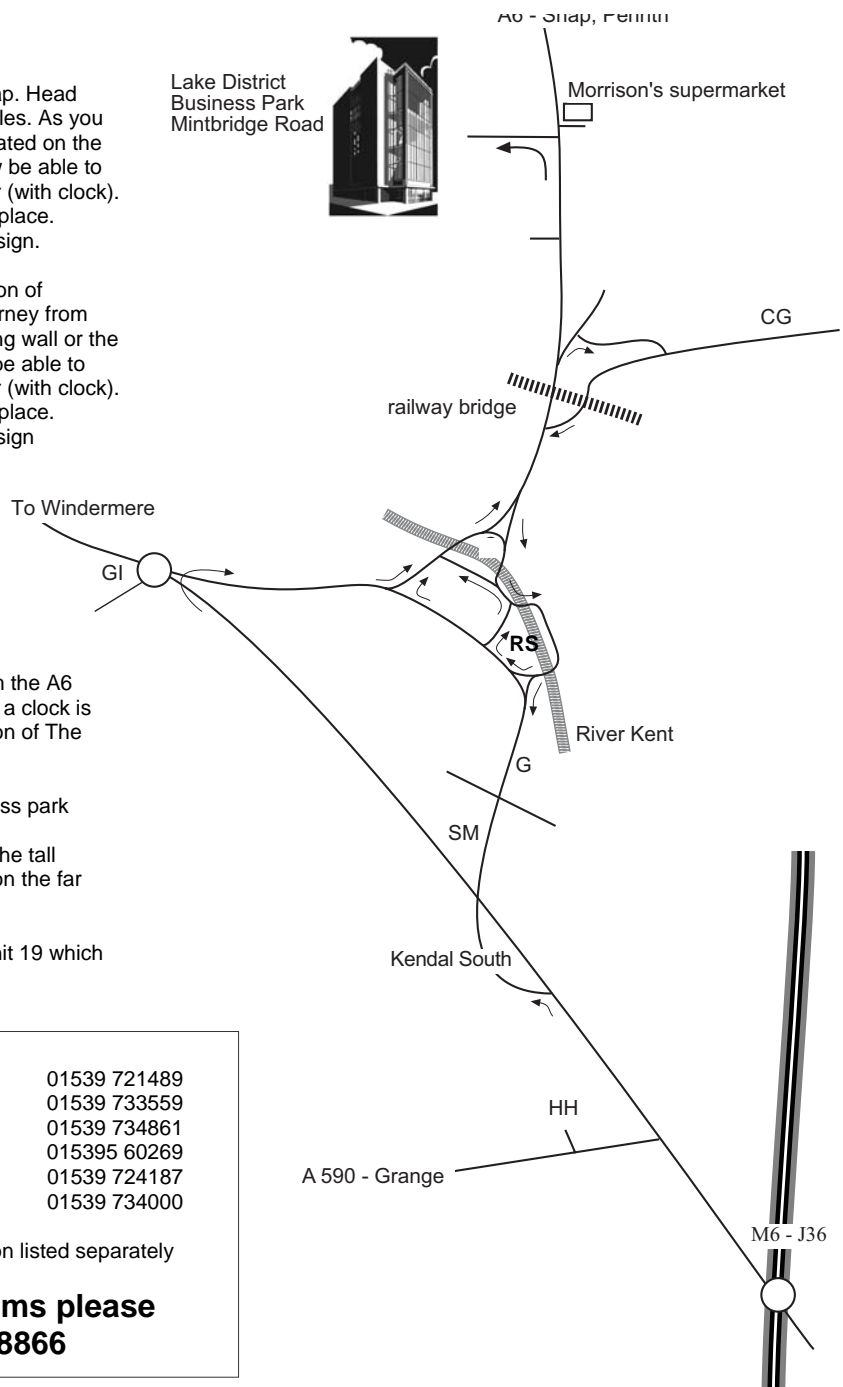 A6 - Shap, Penrith
Lake District
Business Park
Mintbridge Road
Morrison's supermarket
CG
railway bridge
To Windermere
GI
RS
River Kent
G
SM
Kendal South
HH
A 590 - Grange
M6 - J36
ap. Head
les. As you
ated on the
be able to
(with clock).
place.
sign.
on of
rney from
ng wall or the
be able to
(with clock).
place.
sign
n the A6
a clock is
on of The
ss park
he tall
on the far
nit 19 which
01539 721489
01539 733559
01539 734861
015395 60269
01539 724187
01539 734000
on listed separately
ms please
8866